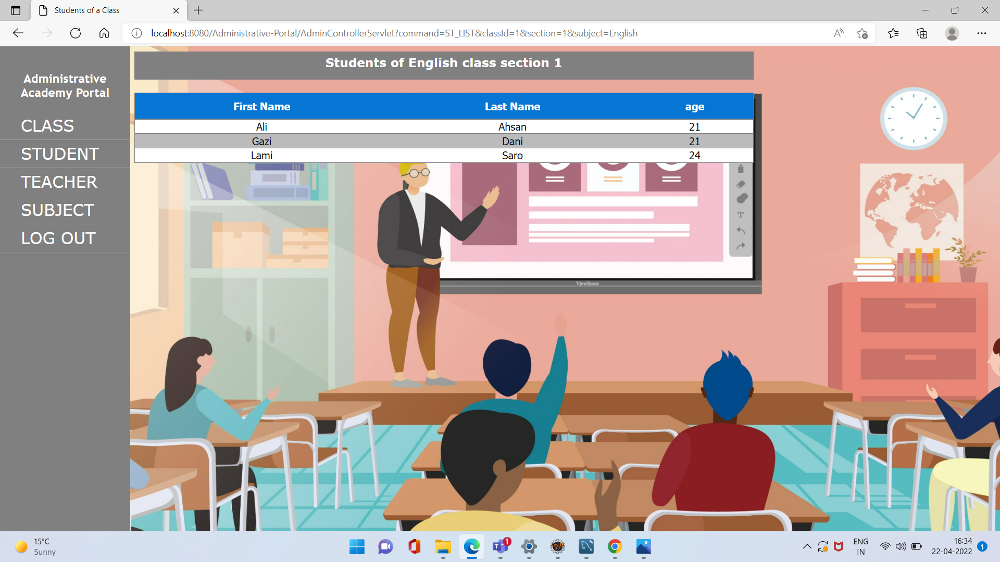 Students of a Class
localhost:8080/Administrative-Portal/AdminControllerServlet?command=ST_LIST&classId=1&section=1&subject=English
Administrative
Academy Portal
CLASS
STUDENT
TEACHER
SUBJECT
LOG OUT
Students of English class section 1
First Name Last Name age
Ali Ahsan 21
Gazi Dani 21
Lami Saro 24
T
ViewSonic
15°C
Sunny
1
ENG
IN
16:34
22-04-2022
1